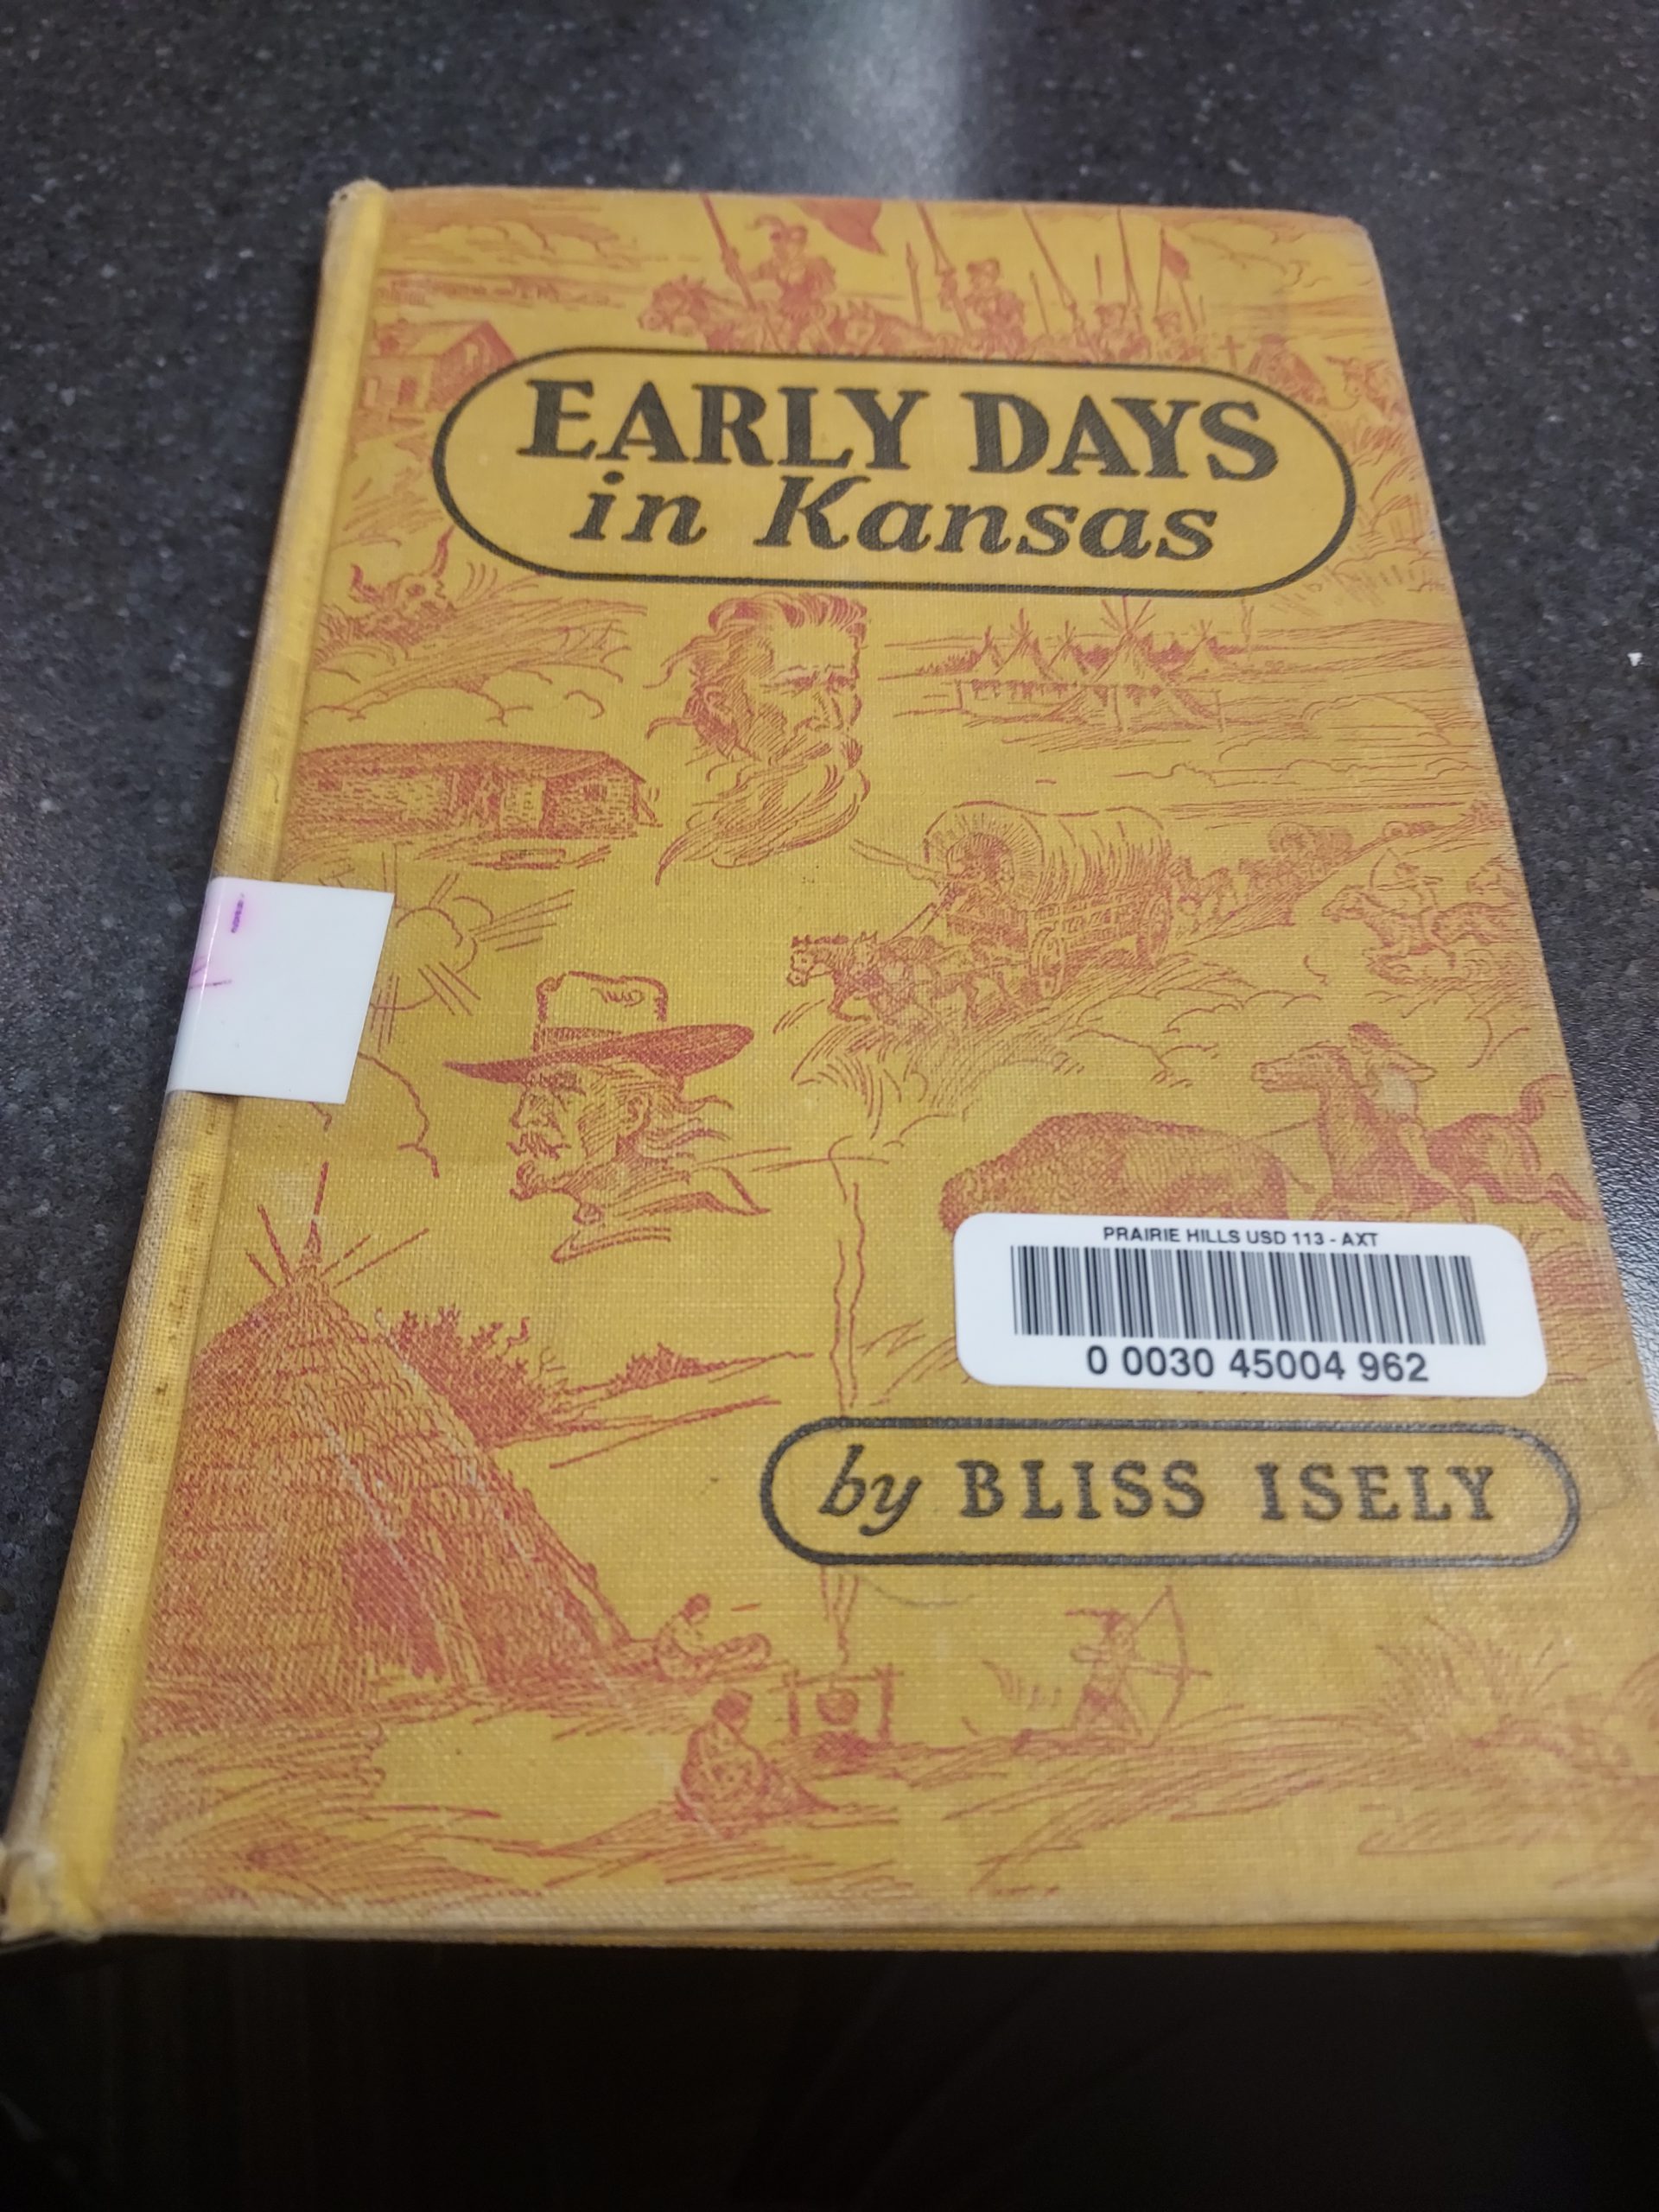 EARLY DAYS
in Kansas
PRAIRIE HILLS USD 113 - AXT
0 0030 45004 962
by BLISS ISELY